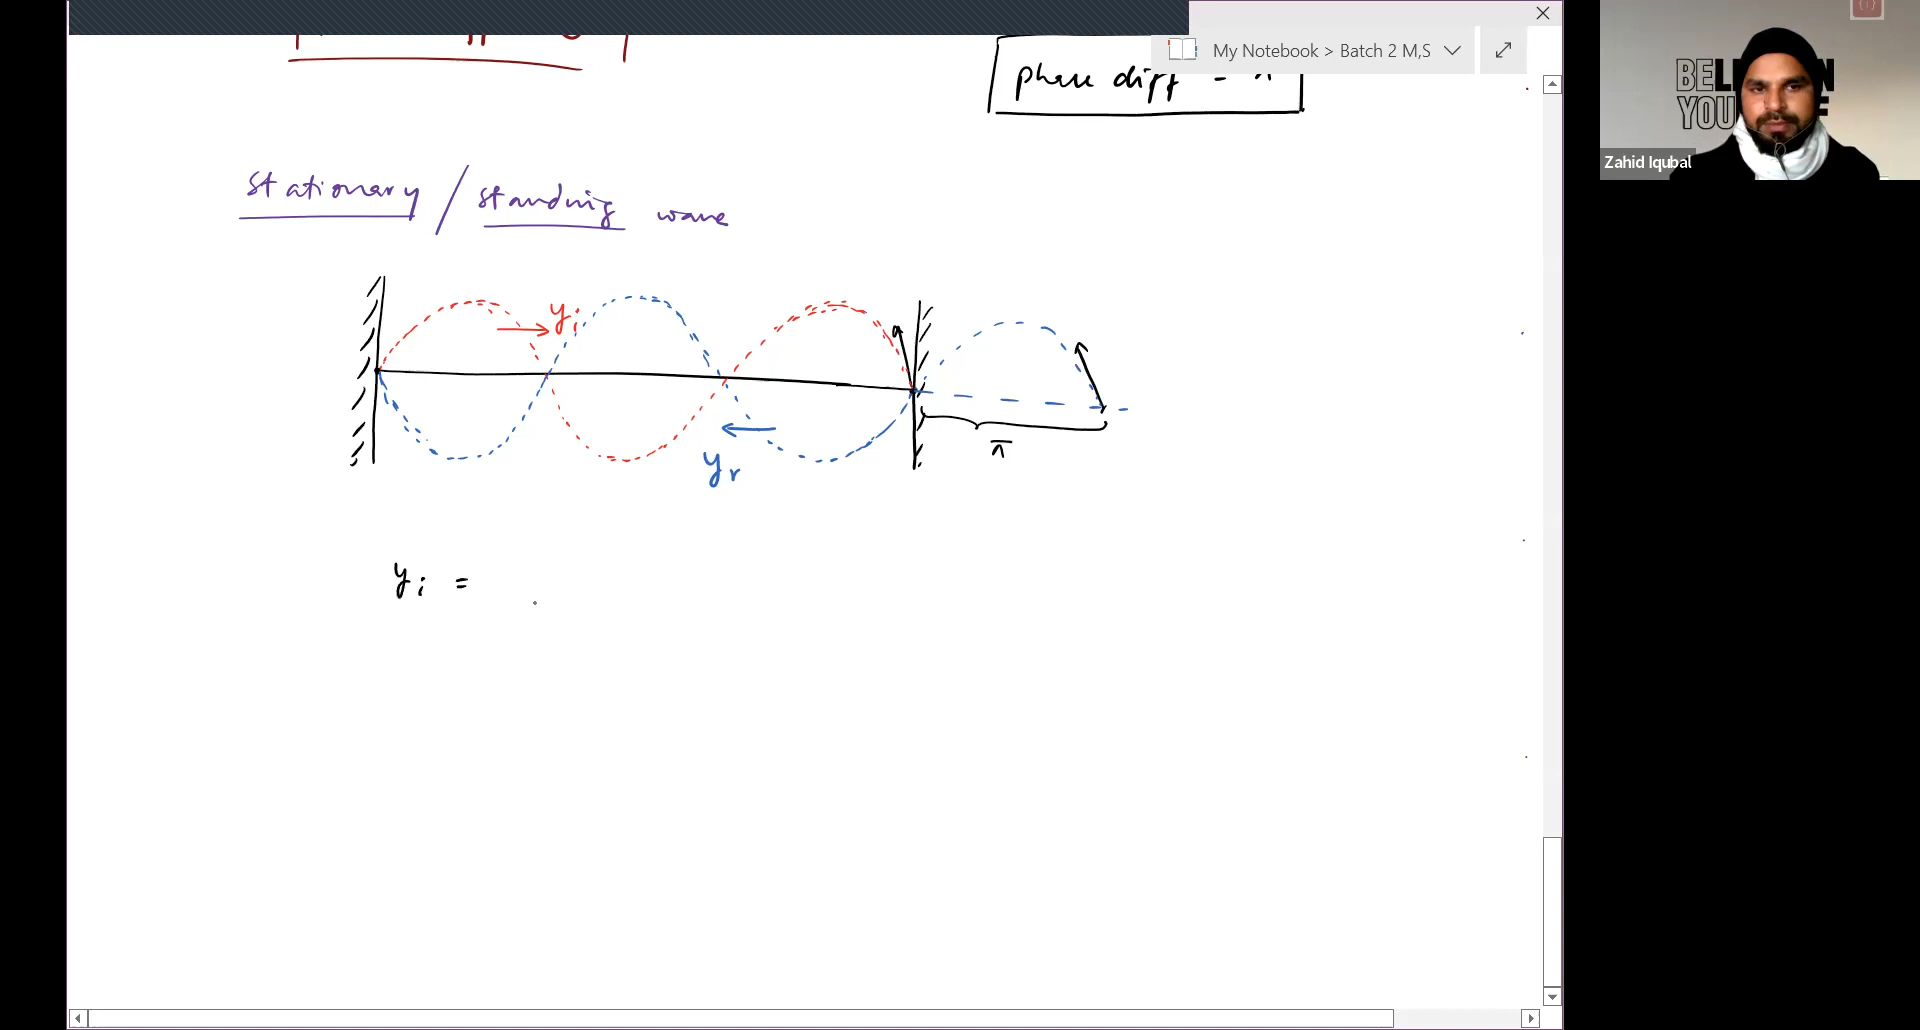 My Notebook > Batch 2 M,S
phase diff = π
stationary / standing wave
yi
yr
π
yi =
BE
YOU
Zahid Iqubal